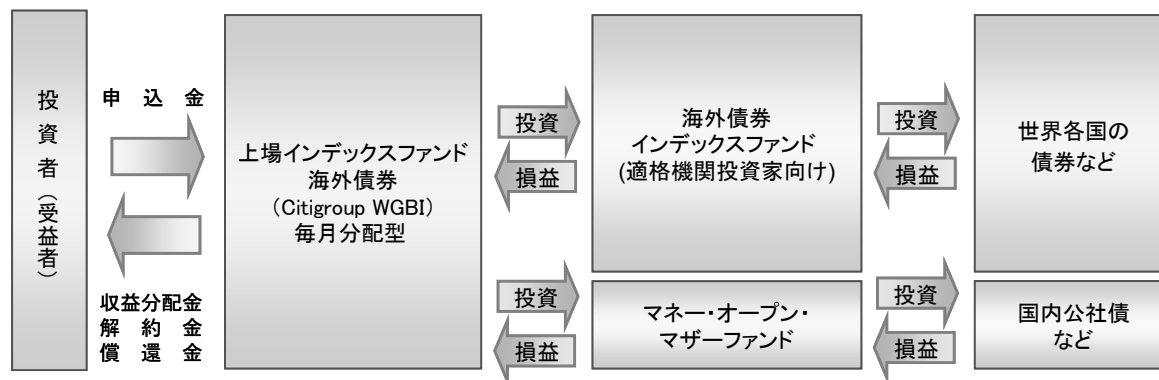 投資者(受益者)
申込金
収益分配金
解約金
償還金
上場インデックスファンド
海外債券
(Citigroup WGBI)
毎月分配型
投資
損益
海外債券
インデックスファンド
(適格機関投資家向け)
投資
損益
世界各国の
債券など
投資
損益
マネー・オープン・
マザーファンド
投資
損益
国内公社債
など